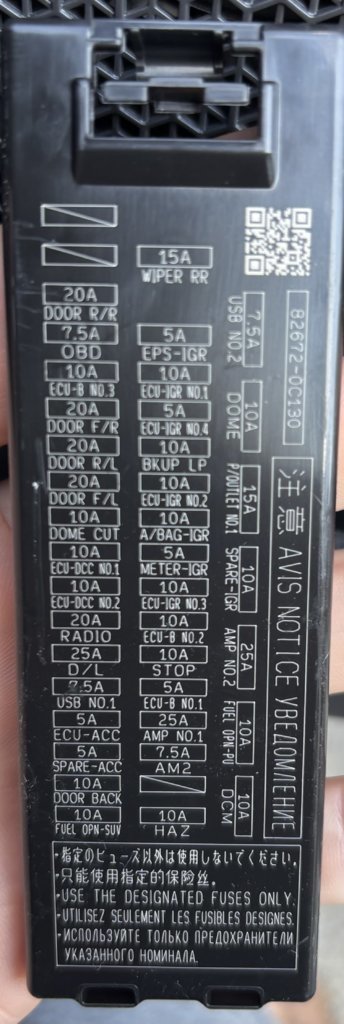 15A
WIPER RR
20A
DOOR R/R
7.5A
OBD
10A
ECU-B NO.3
20A
DOOR F/R
20A
DOOR R/L
20A
DOOR F/L
10A
DOME CUT
10A
ECU-DCC NO.1
10A
ECU-DCC NO.2
20A
RADIO
25A
D/L
7.5A
USB NO.1
5A
ECU-ACC
5A
SPARE-ACC
10A
DOOR BACK
10A
FUEL OPN-SUV
5A
EPS-IGR
10A
ECU-IGR NO.1
5A
ECU-IGR NO.4
10A
BKUP LP
10A
ECU-IGR NO.2
10A
A/BAG-IGR
5A
METER-IGR
10A
ECU-IGR NO.3
10A
ECU-B NO.2
10A
STOP
5A
ECU-B NO.1
25A
AMP NO.1
7.5A
AM2
10A
HAZ
7.5A
USB NO.2
10A
DOME
15A
P/OUTLET NO.1
10A
SPARE-IGR
25A
AMP NO.2
10A
FUEL OPN-PU
10A
DCM
82672-0C130
注意 AVIS NOTICE УВЕДОМЛЕНИЕ
・指定のヒューズ以外は使用しないでください。
・只能使用指定的保险丝。
・USE THE DESIGNATED FUSES ONLY.
・UTILISEZ SEULEMENT LES FUSIBLES DESIGNES.
・ИСПОЛЬЗУЙТЕ ТОЛЬКО ПРЕДОХРАНИТЕЛИ
УКАЗАННОГО НОМИНАЛА.